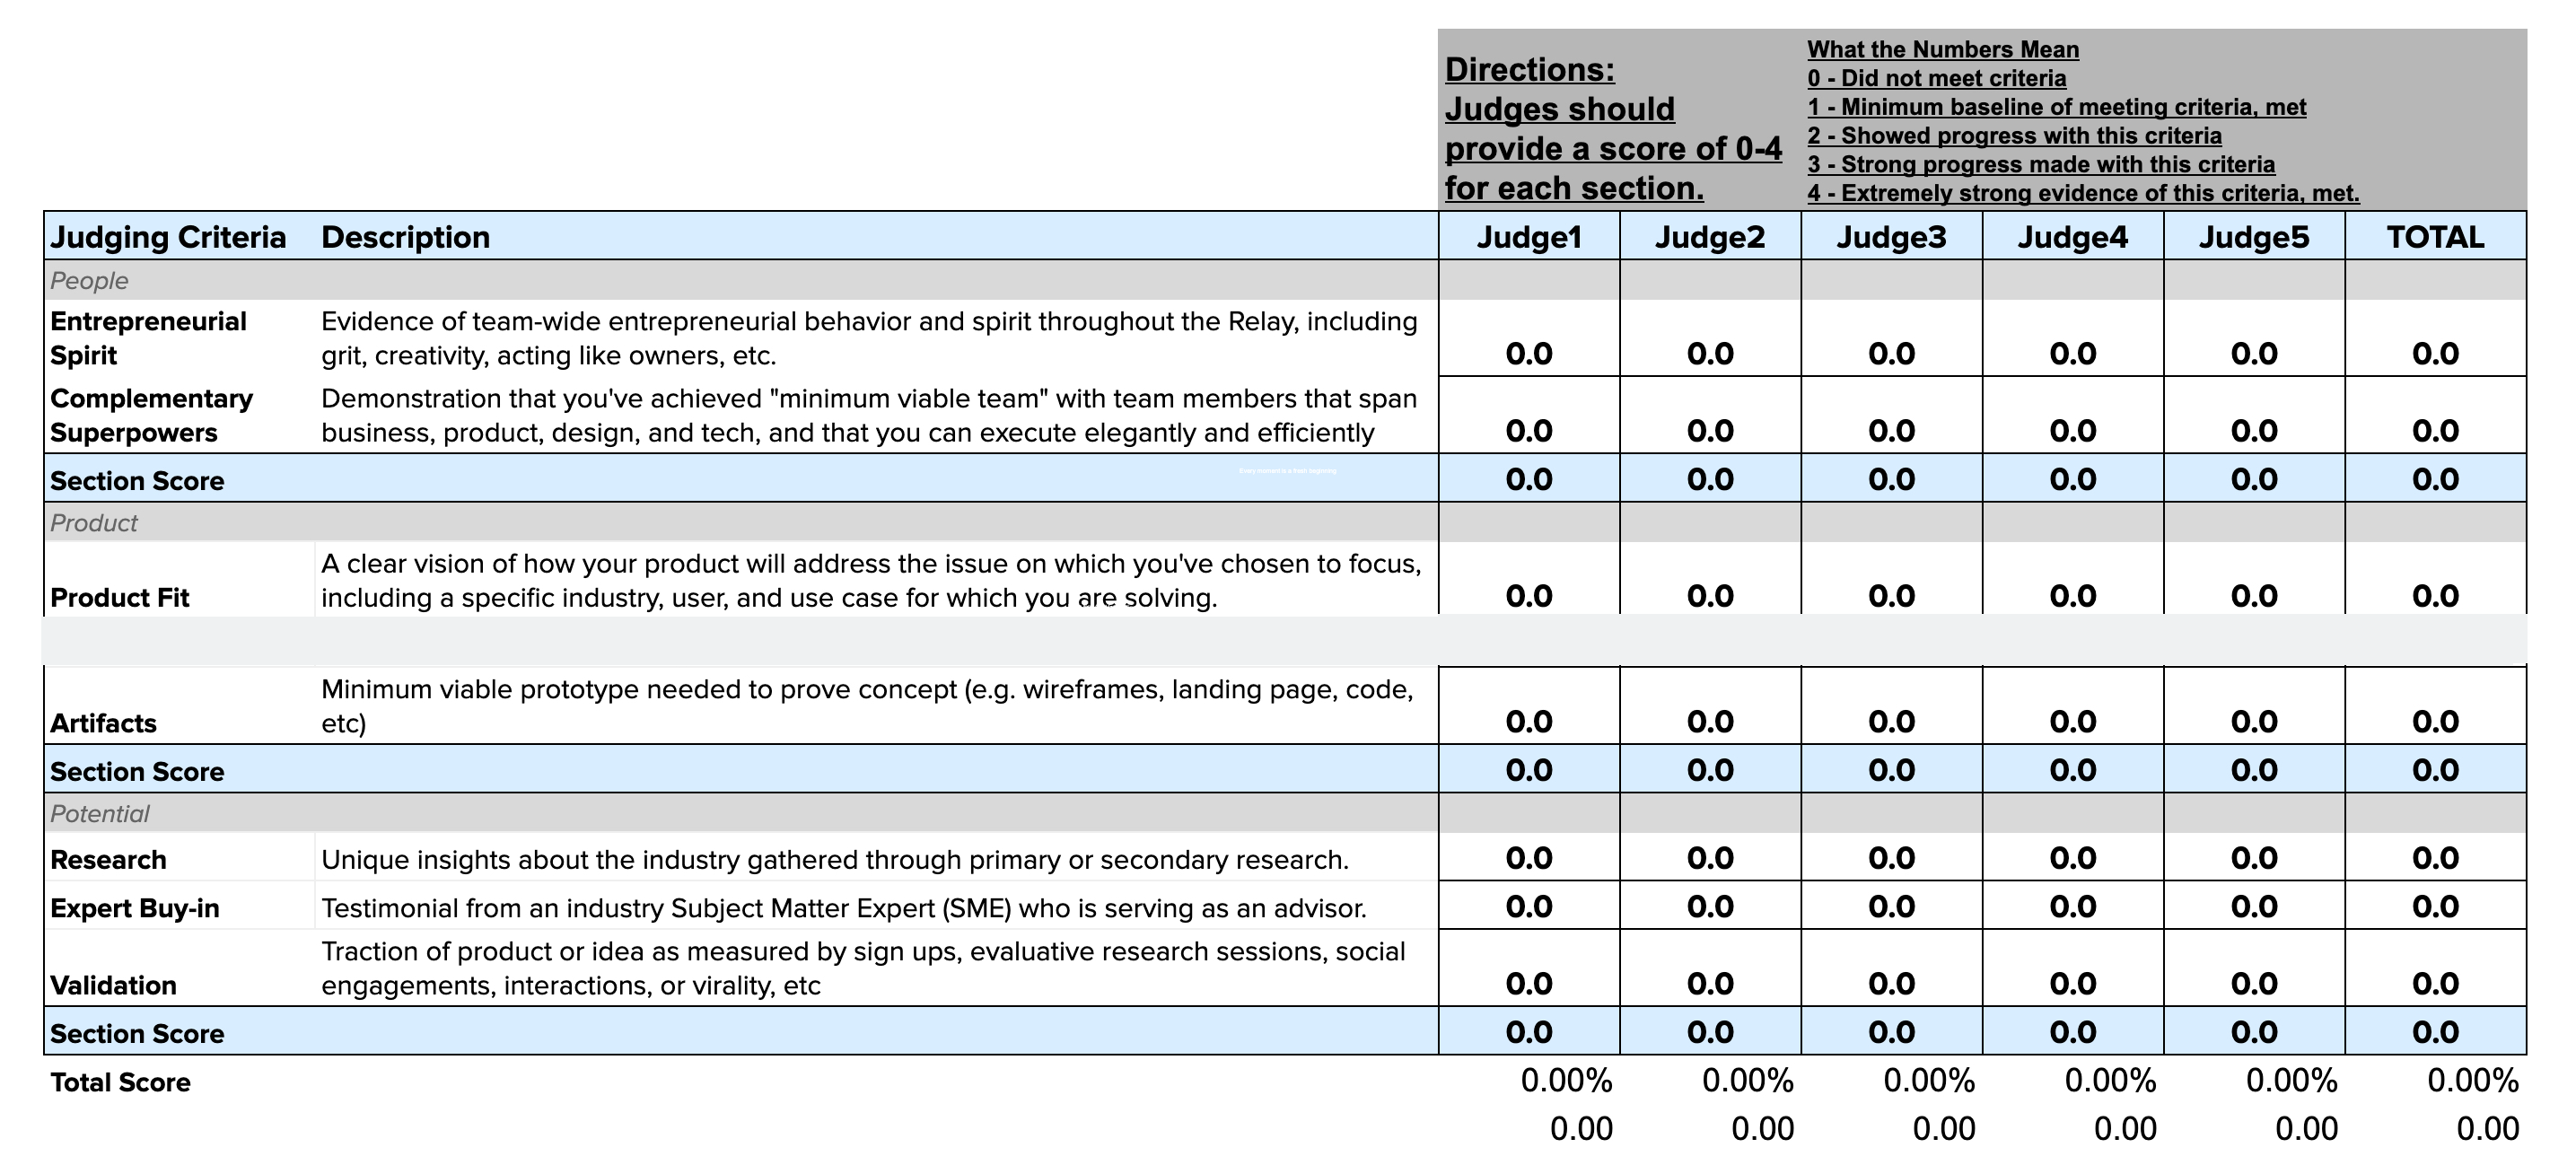 Directions:
Judges should
provide a score of 0-4
for each section.
What the Numbers Mean
0 - Did not meet criteria
1 - Minimum baseline of meeting criteria, met
2 - Showed progress with this criteria
3 - Strong progress made with this criteria
4 - Extremely strong evidence of this criteria, met.
Judging Criteria Description Judge1 Judge2 Judge3 Judge4 Judge5 TOTAL
People
Entrepreneurial Evidence of team-wide entrepreneurial behavior and spirit throughout the Relay, including
Spirit grit, creativity, acting like owners, etc. 0.0 0.0 0.0 0.0 0.0 0.0
Complementary Demonstration that you've achieved "minimum viable team" with team members that span
Superpowers business, product, design, and tech, and that you can execute elegantly and efficiently 0.0 0.0 0.0 0.0 0.0 0.0
Every moment is a fresh beginning
Section Score 0.0 0.0 0.0 0.0 0.0 0.0
Product
A clear vision of how your product will address the issue on which you've chosen to focus,
Product Fit including a specific industry, user, and use case for which you are solving. 0.0 0.0 0.0 0.0 0.0 0.0
Minimum viable prototype needed to prove concept (e.g. wireframes, landing page, code,
Artifacts etc) 0.0 0.0 0.0 0.0 0.0 0.0
Section Score 0.0 0.0 0.0 0.0 0.0 0.0
Potential
Research Unique insights about the industry gathered through primary or secondary research. 0.0 0.0 0.0 0.0 0.0 0.0
Expert Buy-in Testimonial from an industry Subject Matter Expert (SME) who is serving as an advisor. 0.0 0.0 0.0 0.0 0.0 0.0
Traction of product or idea as measured by sign ups, evaluative research sessions, social
Validation engagements, interactions, or virality, etc 0.0 0.0 0.0 0.0 0.0 0.0
Section Score 0.0 0.0 0.0 0.0 0.0 0.0
Total Score 0.00% 0.00% 0.00% 0.00% 0.00% 0.00%
0.00 0.00 0.00 0.00 0.00 0.00